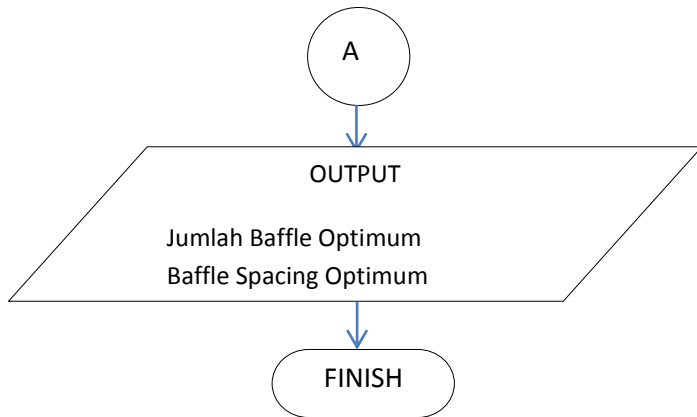 A
OUTPUT
Jumlah Baffle Optimum
Baffle Spacing Optimum
FINISH